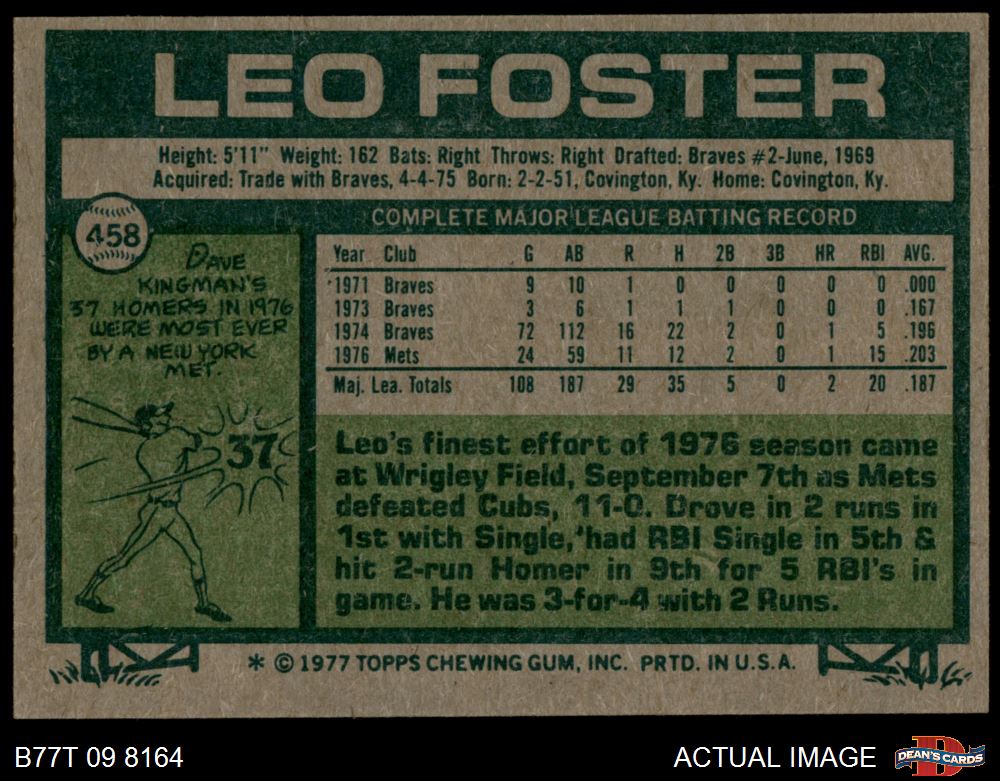 LEO FOSTER
Height: 5'11" Weight: 162 Bats: Right Throws: Right Drafted: Braves #2-June, 1969
Acquired: Trade with Braves, 4-4-75 Born: 2-2-51, Covington, Ky. Home: Covington, Ky.
458
DAVE
KINGMAN'S
37 HOMERS IN 1976
WERE MOST EVER
BY A NEW YORK
MET.
37
COMPLETE MAJOR LEAGUE BATTING RECORD
Year Club G AB R H 2B 3B HR RBI AVG.
1971 Braves 9 10 1 0 0 0 0 0 .000
1973 Braves 3 6 1 1 1 0 0 0 .167
1974 Braves 72 112 16 22 2 0 1 5 .196
1976 Mets 24 59 11 12 2 0 1 15 .203
Maj. Lea. Totals 108 187 29 35 5 0 2 20 .187
Leo's finest effort of 1976 season came
at Wrigley Field, September 7th as Mets
defeated Cubs, 11-0. Drove in 2 runs in
1st with Single, had RBI Single in 5th &
hit 2-run Homer in 9th for 5 RBI's in
game. He was 3-for-4 with 2 Runs.
* © 1977 TOPPS CHEWING GUM, INC. PRTD. IN U.S.A.
B77T 09 8164
ACTUAL IMAGE
D
DEAN'S CARDS